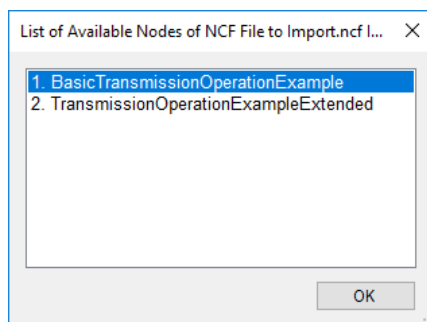 List of Available Nodes of NCF File to Import.ncf I...
1. BasicTransmissionOperationExample
2. TransmissionOperationExampleExtended
OK